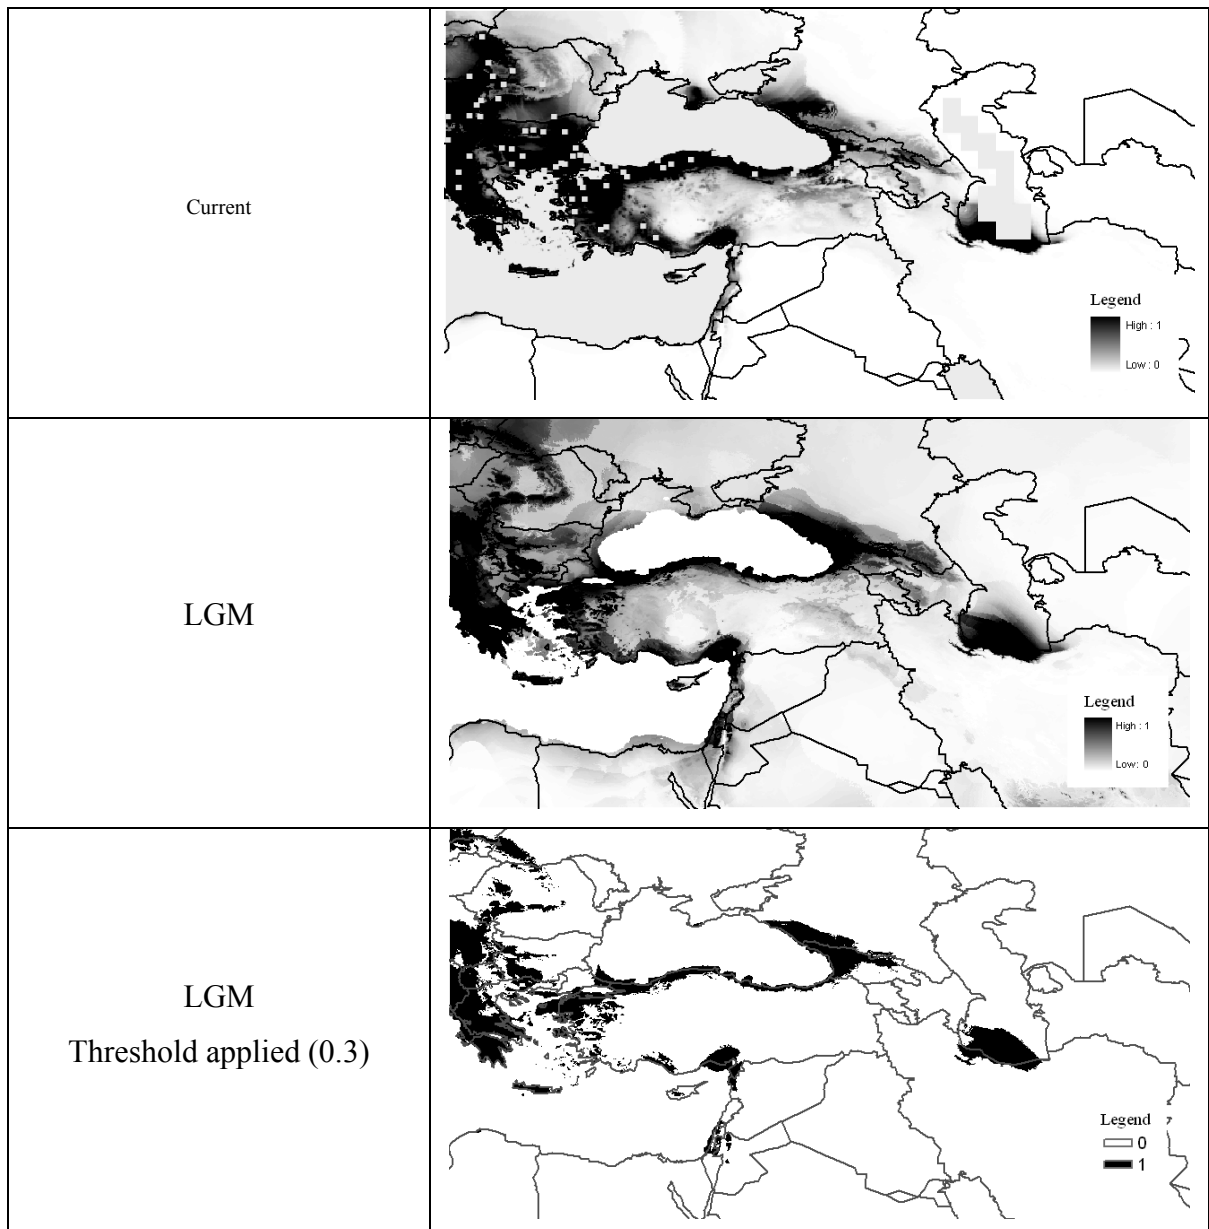 Current
Legend
High : 1
Low : 0
LGM
Legend
High : 1
Low: 0
LGM
Threshold applied (0.3)
Legend
0
1